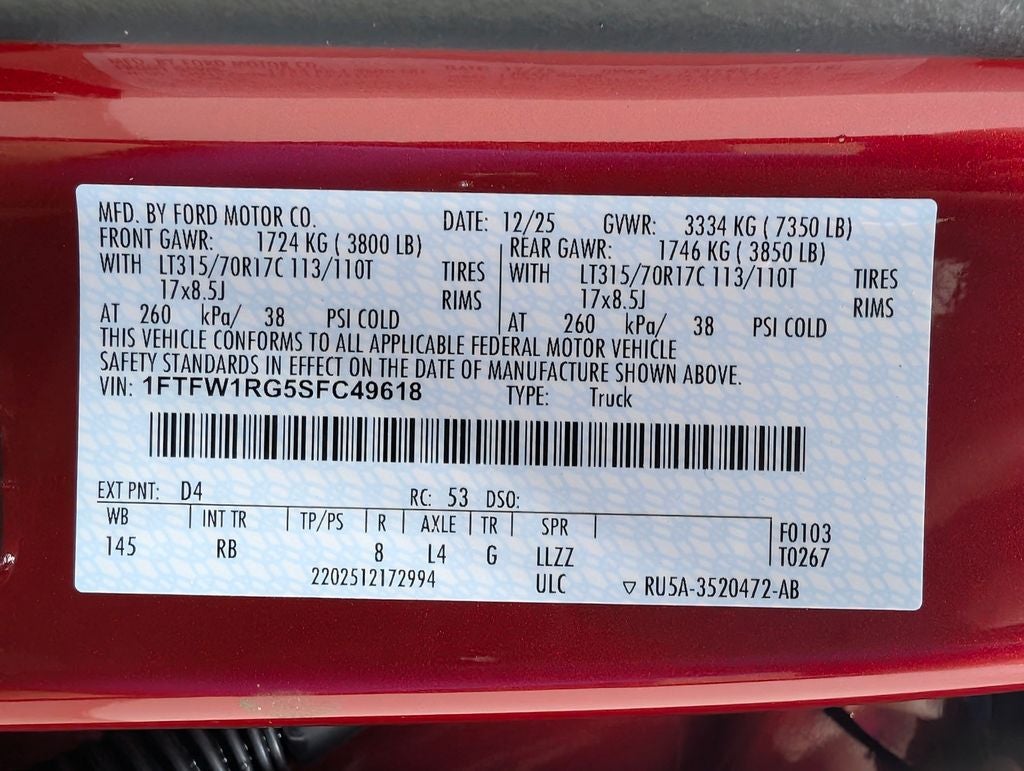 MFD. BY FORD MOTOR CO. DATE: 12/25 GVWR: 3334 KG ( 7350 LB)
FRONT GAWR: 1724 KG ( 3800 LB) REAR GAWR: 1746 KG ( 3850 LB)
WITH LT315/70R17C 113/110T TIRES WITH LT315/70R17C 113/110T TIRES
17x8.5J RIMS 17x8.5J RIMS
AT 260 kPa/ 38 PSI COLD AT 260 kPa/ 38 PSI COLD
THIS VEHICLE CONFORMS TO ALL APPLICABLE FEDERAL MOTOR VEHICLE
SAFETY STANDARDS IN EFFECT ON THE DATE OF MANUFACTURE SHOWN ABOVE.
VIN: 1FTFW1RG5SFC49618 TYPE: Truck
EXT PNT: D4 RC: 53 DSO:
WB INT TR TP/PS R AXLE TR SPR F0103
145 RB 8 L4 G LLZZ T0267
2202512172994 ULC ▽ RU5A-3520472-AB